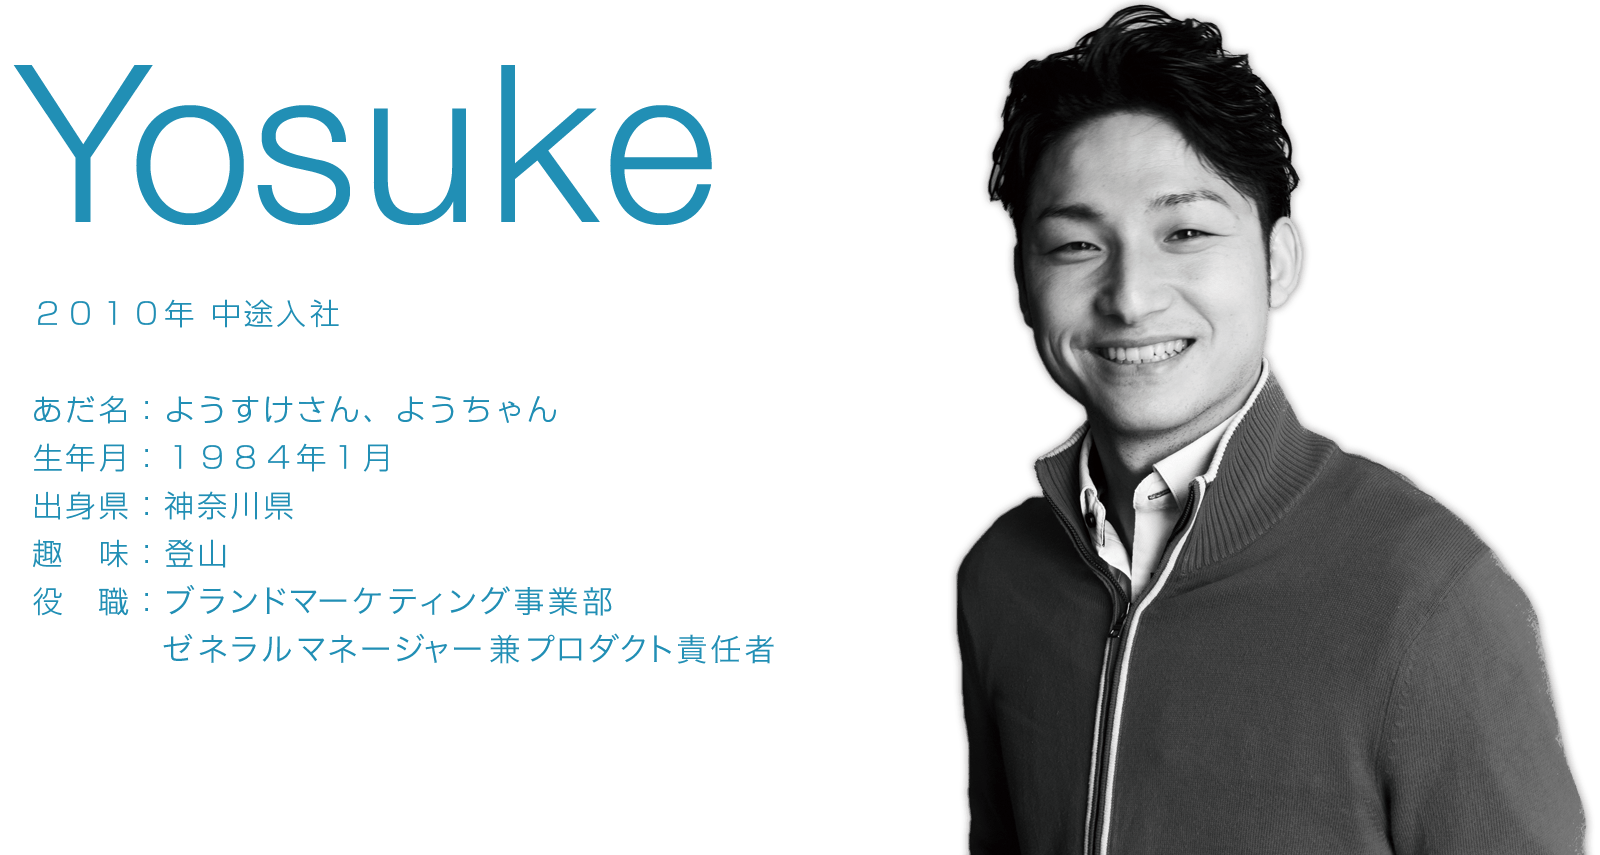 Yosuke
２０１０年 中途入社
あだ名：ようすけさん、ようちゃん
生年月：１９８４年１月
出身県：神奈川県
趣　味：登山
役　職：ブランドマーケティング事業部
ゼネラルマネージャー兼プロダクト責任者